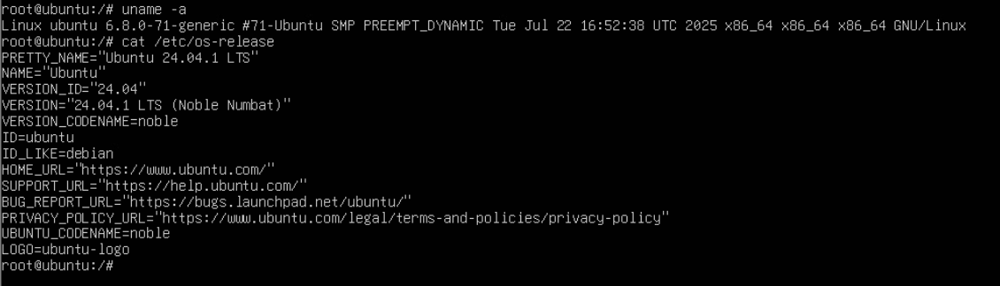 root@ubuntu:/# uname -a
Linux ubuntu 6.8.0-71-generic #71-Ubuntu SMP PREEMPT_DYNAMIC Tue Jul 22 16:52:38 UTC 2025 x86_64 x86_64 x86_64 GNU/Linux
root@ubuntu:/# cat /etc/os-release
PRETTY_NAME="Ubuntu 24.04.1 LTS"
NAME="Ubuntu"
VERSION_ID="24.04"
VERSION="24.04.1 LTS (Noble Numbat)"
VERSION_CODENAME=noble
ID=ubuntu
ID_LIKE=debian
HOME_URL="https://www.ubuntu.com/"
SUPPORT_URL="https://help.ubuntu.com/"
BUG_REPORT_URL="https://bugs.launchpad.net/ubuntu/"
PRIVACY_POLICY_URL="https://www.ubuntu.com/legal/terms-and-policies/privacy-policy"
UBUNTU_CODENAME=noble
LOGO=ubuntu-logo
root@ubuntu:/#